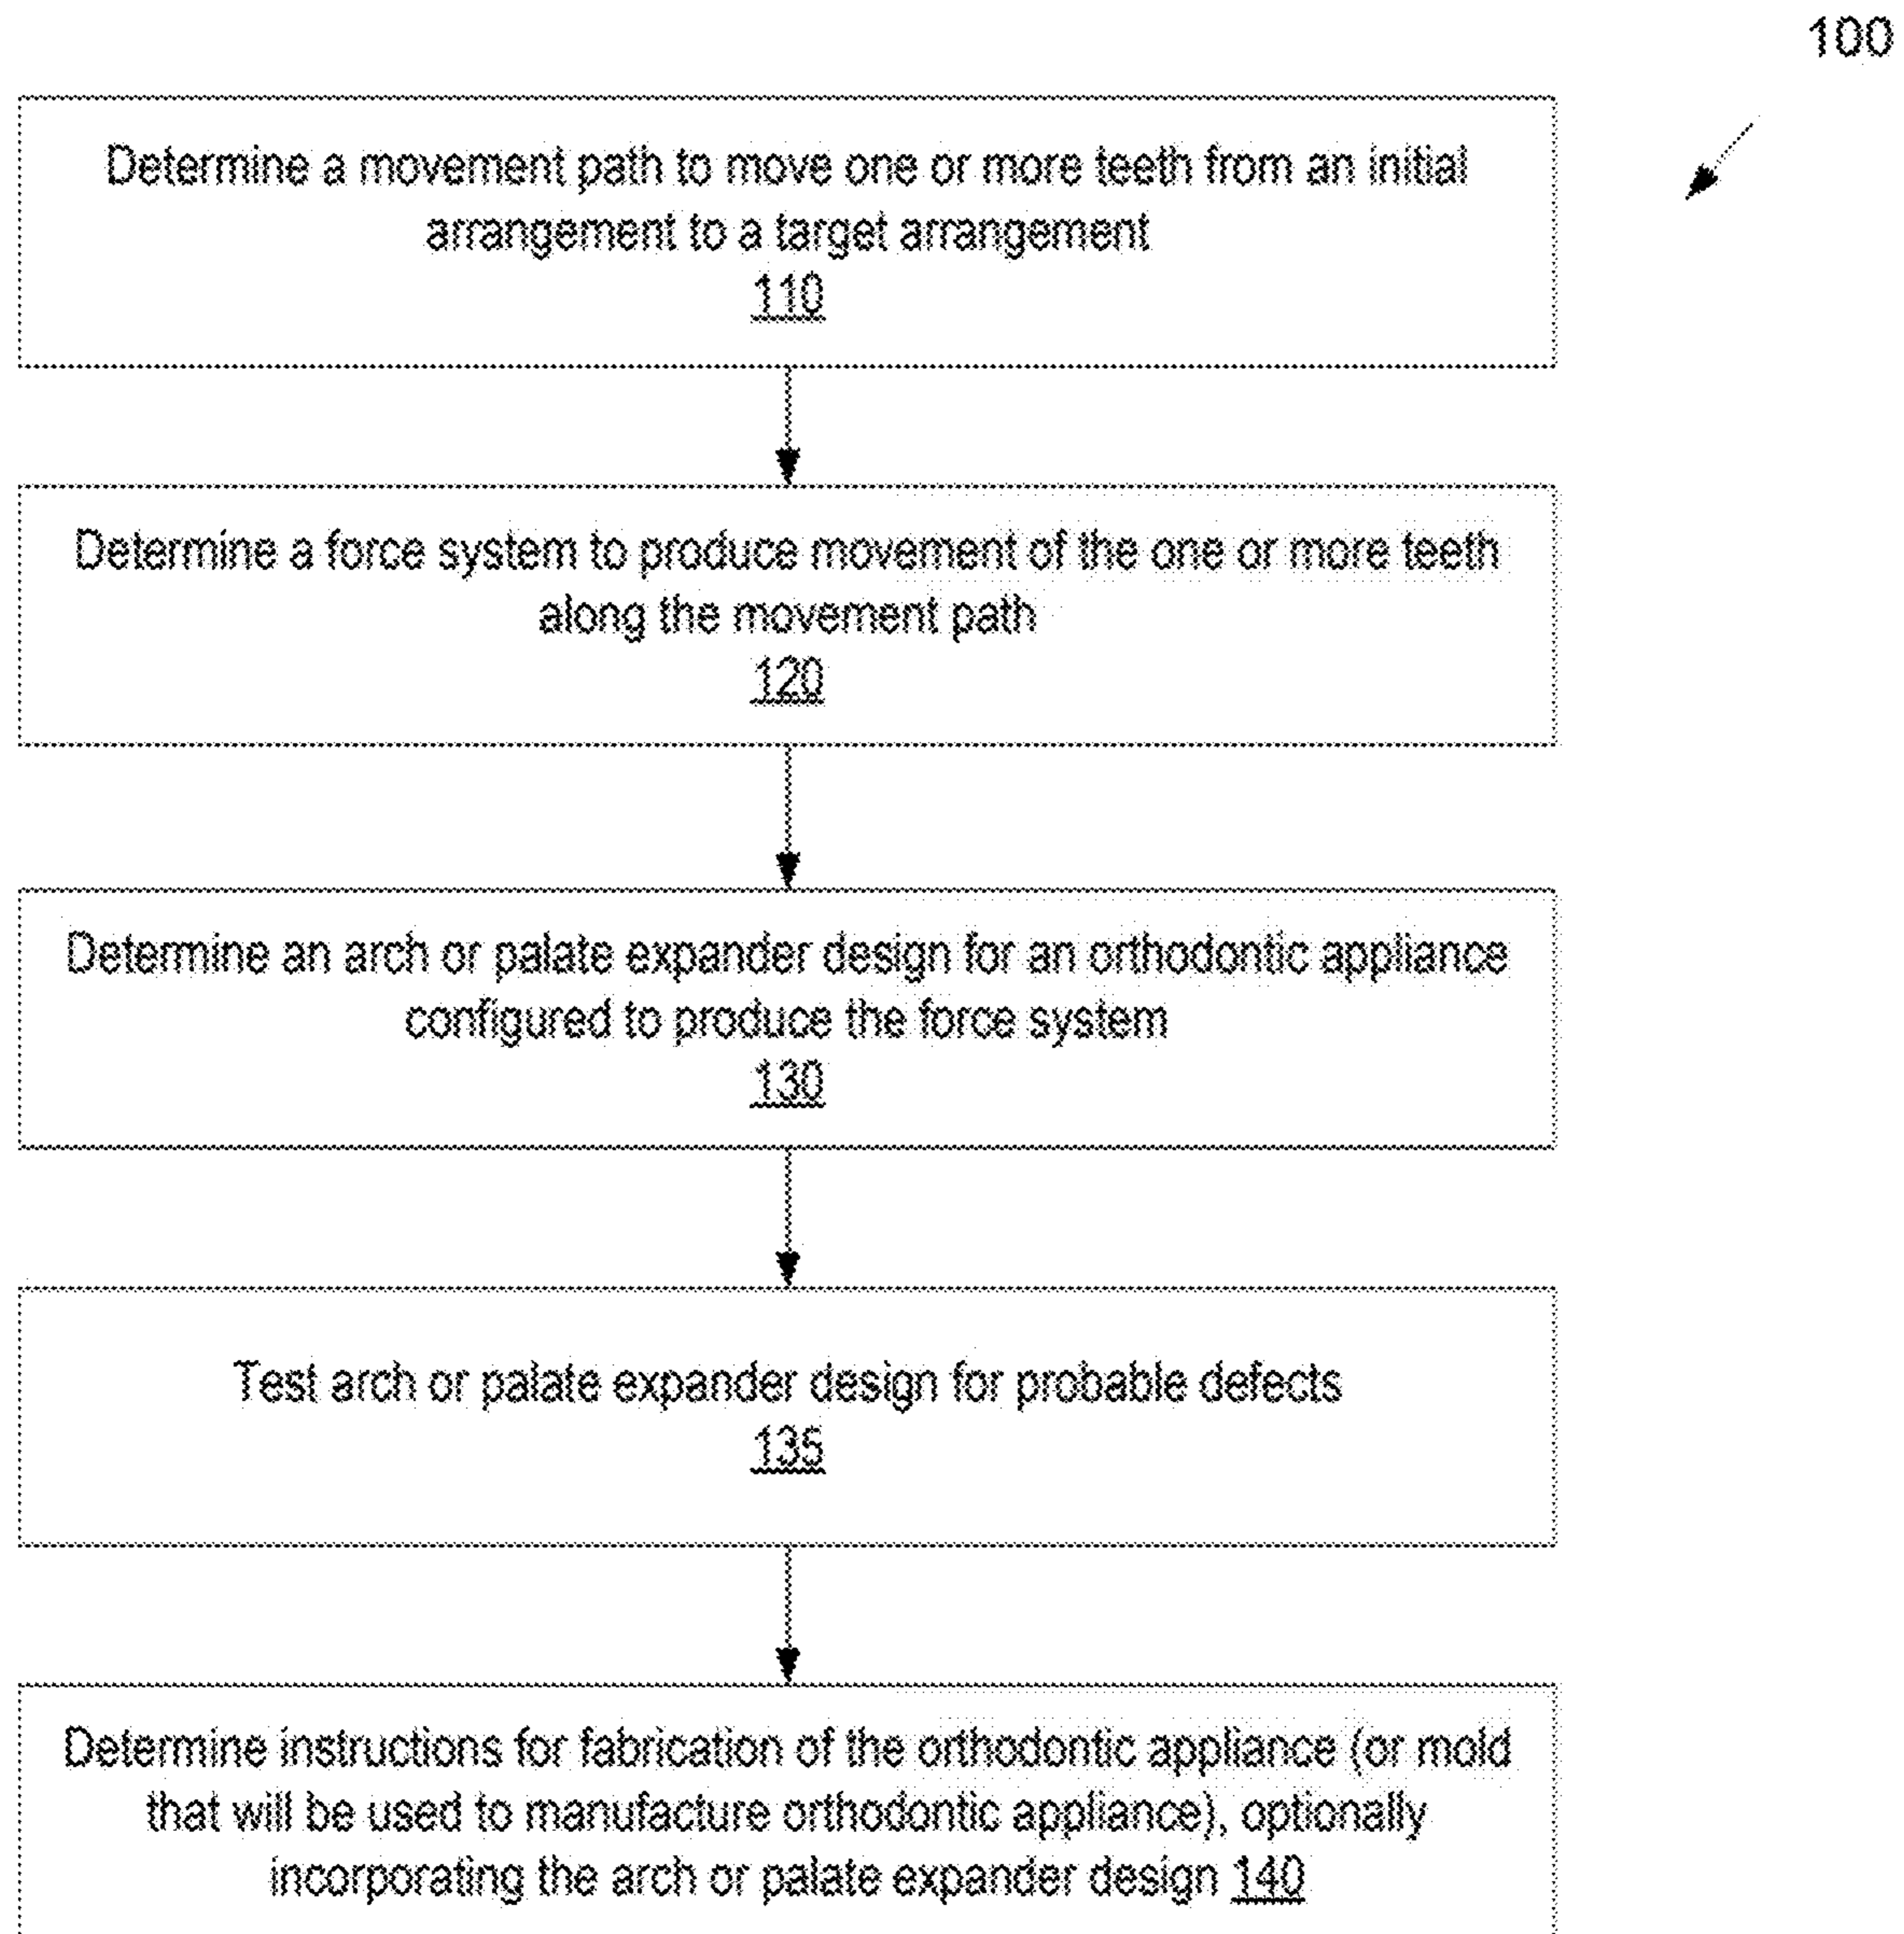 100
Determine a movement path to move one or more teeth from an initial
arrangement to a target arrangement
110
Determine a force system to produce movement of the one or more teeth
along the movement path
120
Determine an arch or palate expander design for an orthodontic appliance
configured to produce the force system
130
Test arch or palate expander design for probable defects
135
Determine instructions for fabrication of the orthodontic appliance (or mold
that will be used to manufacture orthodontic appliance), optionally
incorporating the arch or palate expander design 140